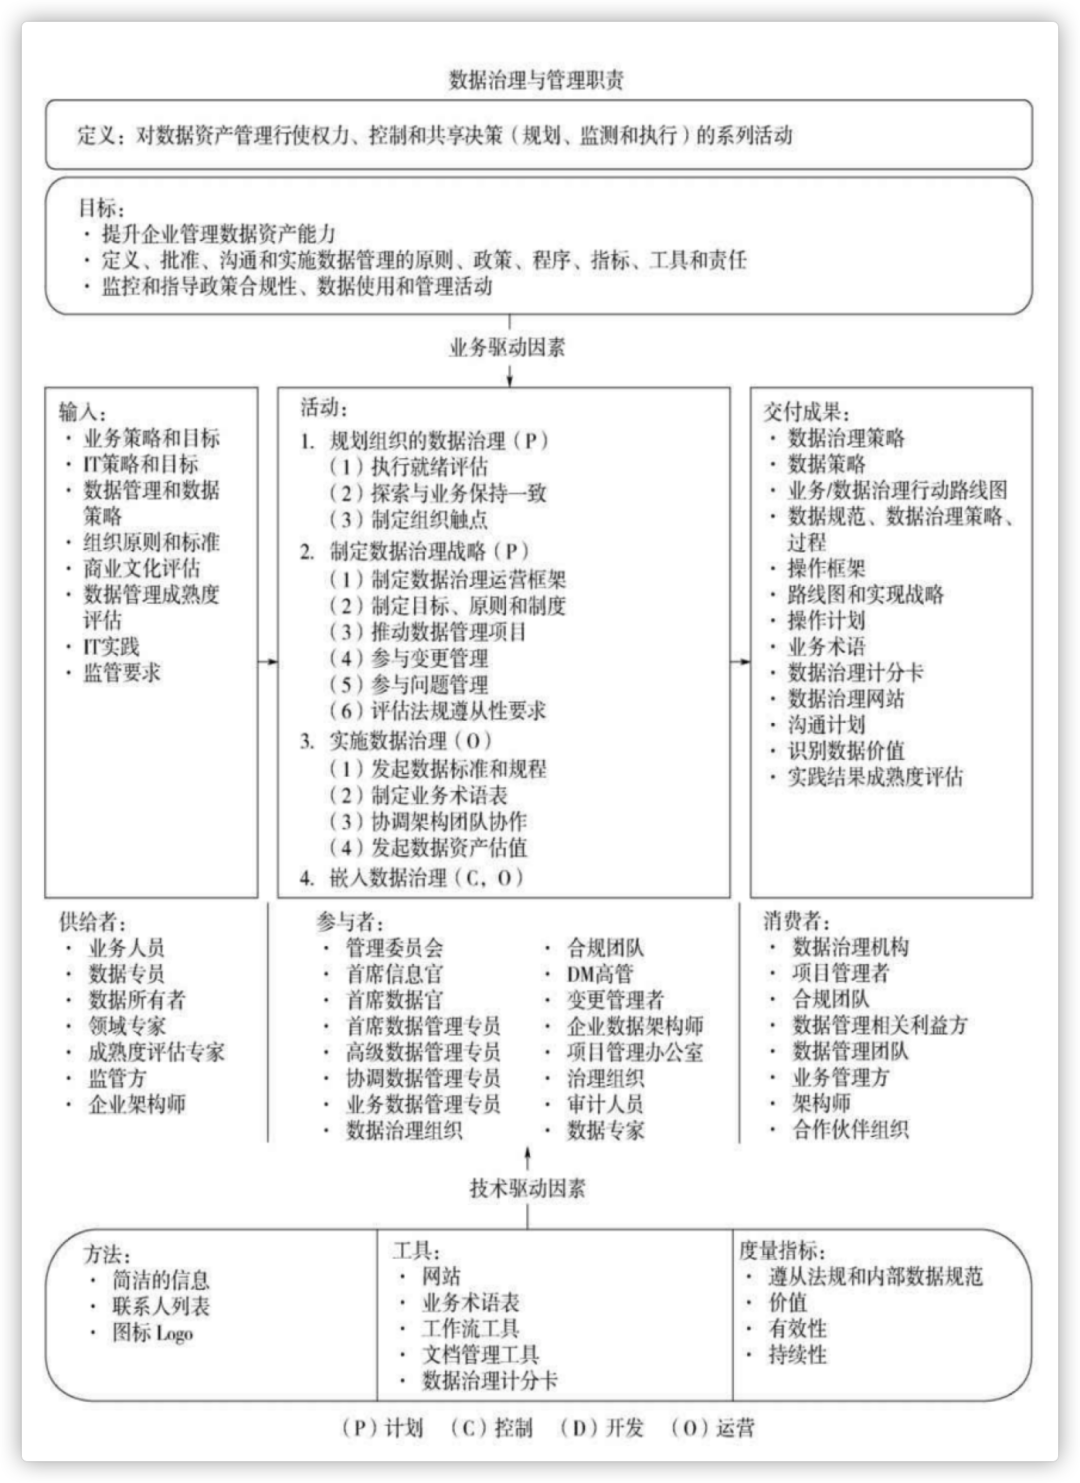 数据治理与管理职责
定义：对数据资产管理行使权力、控制和共享决策（规划、监测和执行）的系列活动
目标：
· 提升企业管理数据资产能力
· 定义、批准、沟通和实施数据管理的原则、政策、程序、指标、工具和责任
· 监控和指导政策合规性、数据使用和管理活动
业务驱动因素
输入：
· 业务策略和目标
· IT策略和目标
· 数据管理和数据
策略
· 组织原则和标准
· 商业文化评估
· 数据管理成熟度
评估
· IT实践
· 监管要求
活动：
1. 规划组织的数据治理（P）
（1）执行就绪评估
（2）探索与业务保持一致
（3）制定组织触点
2. 制定数据治理战略（P）
（1）制定数据治理运营框架
（2）制定目标、原则和制度
（3）推动数据管理项目
（4）参与变更管理
（5）参与问题管理
（6）评估法规遵从性要求
3. 实施数据治理（O）
（1）发起数据标准和规程
（2）制定业务术语表
（3）协调架构团队协作
（4）发起数据资产估值
4. 嵌入数据治理（C，O）
交付成果：
· 数据治理策略
· 数据策略
· 业务/数据治理行动路线图
· 数据规范、数据治理策略、
过程
· 操作框架
· 路线图和实现战略
· 操作计划
· 业务术语
· 数据治理计分卡
· 数据治理网站
· 沟通计划
· 识别数据价值
· 实践结果成熟度评估
供给者：
· 业务人员
· 数据专员
· 数据所有者
· 领域专家
· 成熟度评估专家
· 监管方
· 企业架构师
参与者：
· 管理委员会
· 首席信息官
· 首席数据官
· 首席数据管理专员
· 高级数据管理专员
· 协调数据管理专员
· 业务数据管理专员
· 数据治理组织
· 合规团队
· DM高管
· 变更管理者
· 企业数据架构师
· 项目管理办公室
· 治理组织
· 审计人员
· 数据专家
消费者：
· 数据治理机构
· 项目管理者
· 合规团队
· 数据管理相关利益方
· 数据管理团队
· 业务管理方
· 架构师
· 合作伙伴组织
技术驱动因素
方法：
· 简洁的信息
· 联系人列表
· 图标 Logo
工具：
· 网站
· 业务术语表
· 工作流工具
· 文档管理工具
· 数据治理计分卡
度量指标：
· 遵从法规和内部数据规范
· 价值
· 有效性
· 持续性
（P）计划 （C）控制 （D）开发 （O）运营